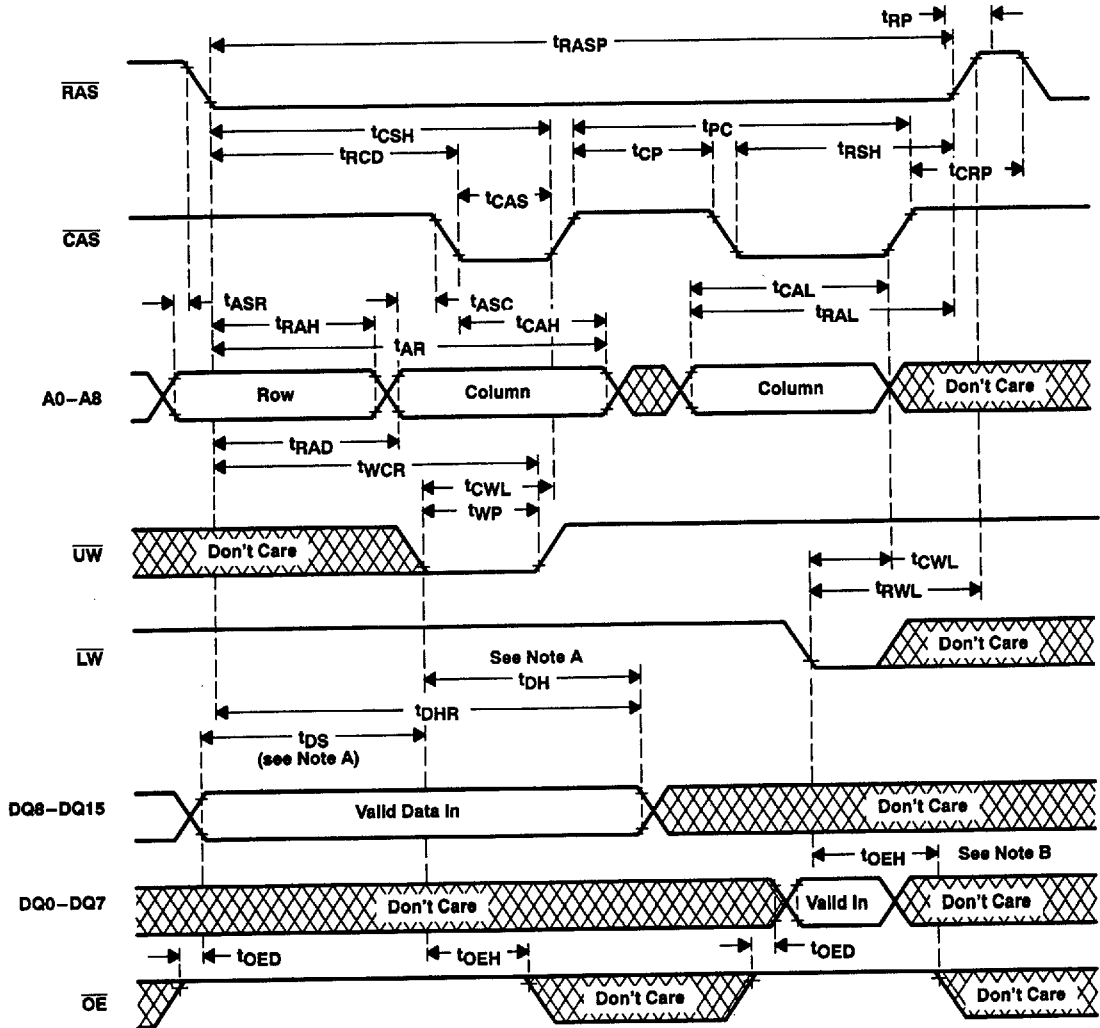 tRP
tRASP
RAS
tCSH
tPC
tRCD
tCP
tRSH
tCAS
tCRP
CAS
tASR
tASC
tCAL
tRAH
tCAH
tRAL
tAR
A0–A8
Row
Column
Column
Don't Care
tRAD
tWCR
tCWL
tWP
UW
Don't Care
tCWL
tRWL
LW
Don't Care
See Note A
tDH
tDHR
tDS
(see Note A)
DQ8–DQ15
Valid Data In
Don't Care
tOEH
See Note B
DQ0–DQ7
Don't Care
Valid In
Don't Care
tOED
tOEH
tOED
OE
Don't Care
Don't Care